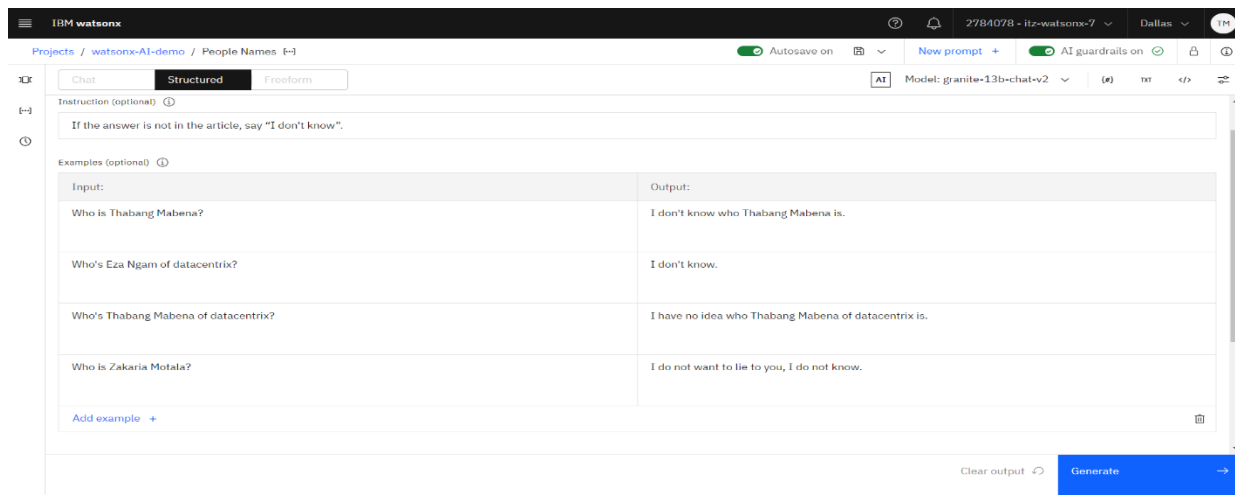 IBM watsonx 2784078 - itz-watsonx-7 Dallas TM
Projects / watsonx-AI-demo / People Names Autosave on New prompt + AI guardrails on
Chat Structured Freeform AI Model: granite-13b-chat-v2 {#} TXT </>
Instruction (optional)
If the answer is not in the article, say “I don't know”.
Examples (optional)
Input: Output:
Who is Thabang Mabena? I don't know who Thabang Mabena is.
Who's Eza Ngam of datacentrix? I don't know.
Who's Thabang Mabena of datacentrix? I have no idea who Thabang Mabena of datacentrix is.
Who is Zakaria Motala? I do not want to lie to you, I do not know.
Add example +
Clear output Generate